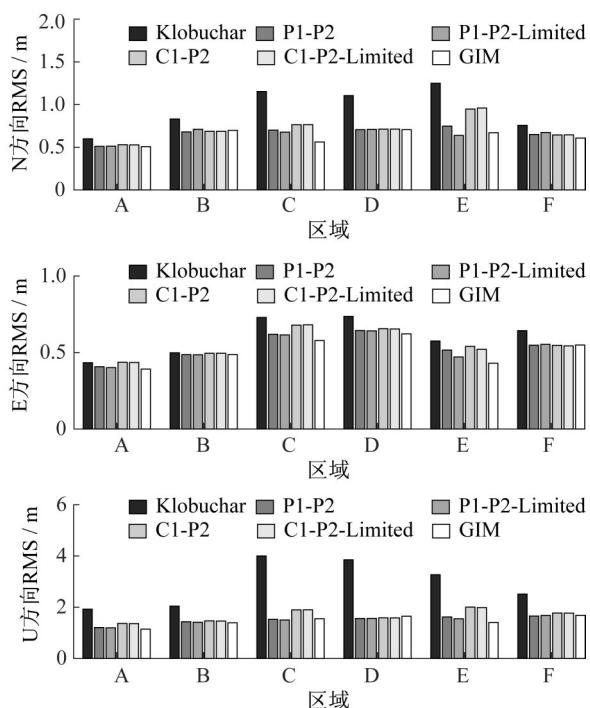 2.0
Klobuchar P1-P2 P1-P2-Limited
C1-P2 C1-P2-Limited GIM
1.5
1.0
0.5
0
N方向RMS / m
A B C D E F
区域
1.0
Klobuchar P1-P2 P1-P2-Limited
C1-P2 C1-P2-Limited GIM
0.5
0
E方向RMS / m
A B C D E F
区域
6
Klobuchar P1-P2 P1-P2-Limited
C1-P2 C1-P2-Limited GIM
4
2
0
U方向RMS / m
A B C D E F
区域